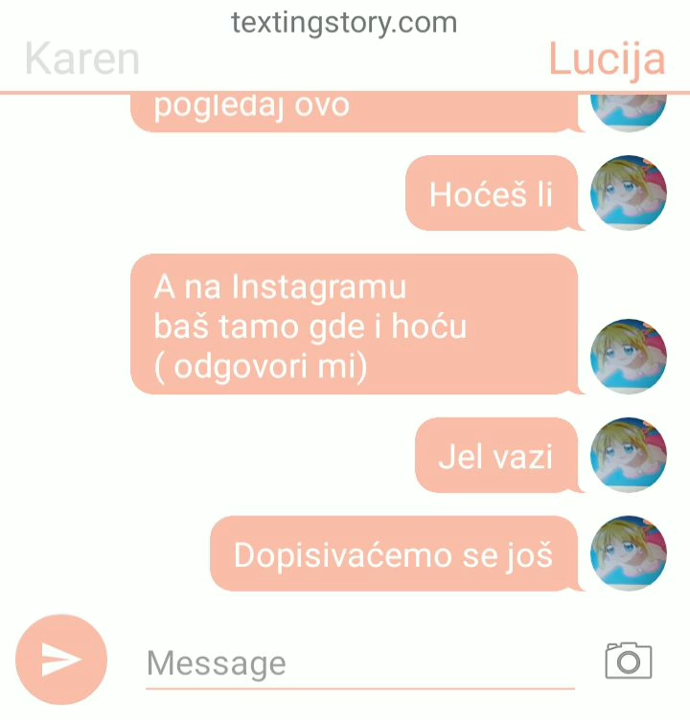 textingstory.com
Karen
Lucija
pogledaj ovo
Hoćeš li
A na Instagramu
baš tamo gde i hoću
( odgovori mi)
Jel vazi
Dopisivaćemo se još
Message